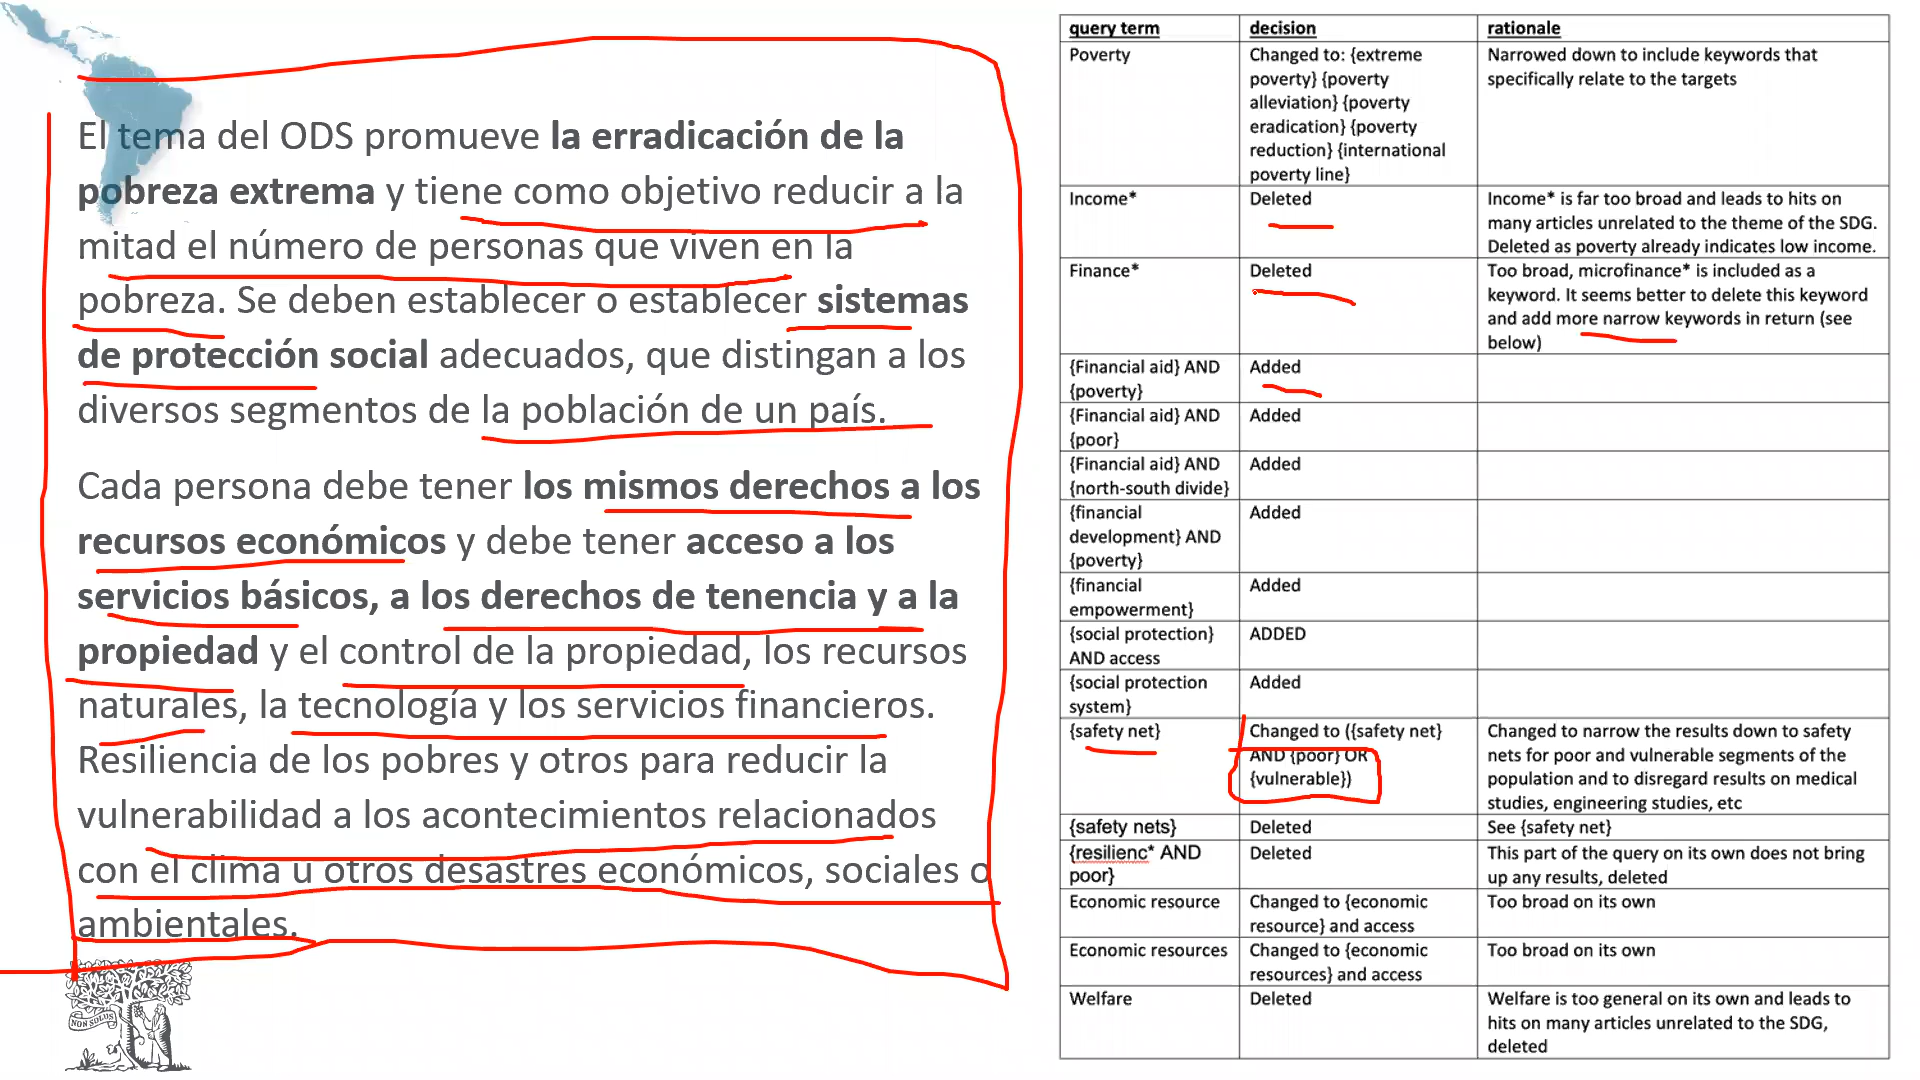 El tema del ODS promueve la erradicación de la
pobreza extrema y tiene como objetivo reducir a la
mitad el número de personas que viven en la
pobreza. Se deben establecer o establecer sistemas
de protección social adecuados, que distingan a los
diversos segmentos de la población de un país.
Cada persona debe tener los mismos derechos a los
recursos económicos y debe tener acceso a los
servicios básicos, a los derechos de tenencia y a la
propiedad y el control de la propiedad, los recursos
naturales, la tecnología y los servicios financieros.
Resiliencia de los pobres y otros para reducir la
vulnerabilidad a los acontecimientos relacionados
con el clima u otros desastres económicos, sociales o
ambientales.
NON SOLUS
query term decision rationale
Poverty
Changed to: {extreme
poverty} {poverty
alleviation} {poverty
eradication} {poverty
reduction} {international
poverty line}
Narrowed down to include keywords that
specifically relate to the targets
Income*
Deleted
Income* is far too broad and leads to hits on
many articles unrelated to the theme of the SDG.
Deleted as poverty already indicates low income.
Finance*
Deleted
Too broad, microfinance* is included as a
keyword. It seems better to delete this keyword
and add more narrow keywords in return (see
below)
{Financial aid} AND
{poverty}
Added
{Financial aid} AND
{poor}
Added
{Financial aid} AND
{north-south divide}
Added
{financial
development} AND
{poverty}
Added
{financial
empowerment}
Added
{social protection}
AND access
ADDED
{social protection
system}
Added
{safety net}
Changed to ({safety net}
AND {poor} OR
{vulnerable})
Changed to narrow the results down to safety
nets for poor and vulnerable segments of the
population and to disregard results on medical
studies, engineering studies, etc
{safety nets}
Deleted
See {safety net}
{resilienc* AND
poor}
Deleted
This part of the query on its own does not bring
up any results, deleted
Economic resource
Changed to {economic
resource} and access
Too broad on its own
Economic resources
Changed to {economic
resources} and access
Too broad on its own
Welfare
Deleted
Welfare is too general on its own and leads to
hits on many articles unrelated to the SDG,
deleted